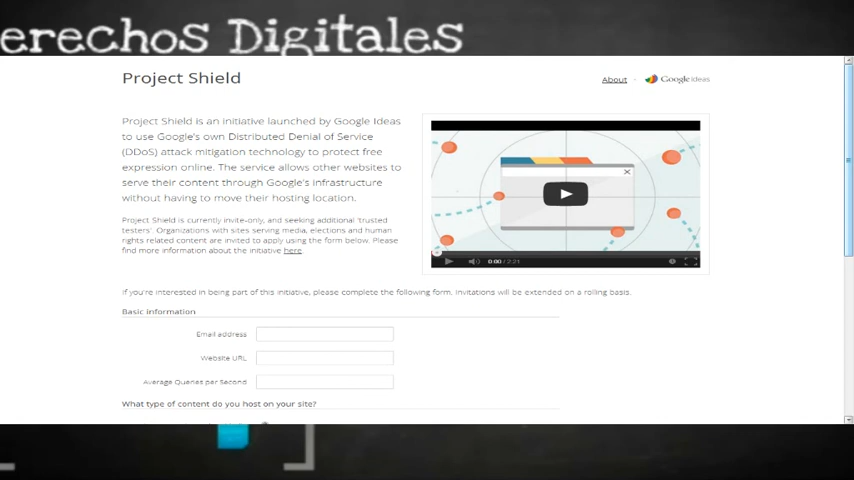 erechos Digitales
Project Shield
About
Google ideas
Project Shield is an initiative launched by Google Ideas
to use Google's own Distributed Denial of Service
(DDoS) attack mitigation technology to protect free
expression online. The service allows other websites to
serve their content through Google's infrastructure
without having to move their hosting location.
Project Shield is currently invite-only, and seeking additional 'trusted
testers'. Organizations with sites serving media, elections and human
rights related content are invited to apply using the form below. Please
find more information about the initiative here.
0:00 / 2:21
If you're interested in being part of this initiative, please complete the following form. Invitations will be extended on a rolling basis.
Basic information
Email address
Website URL
Average Queries per Second
What type of content do you host on your site?